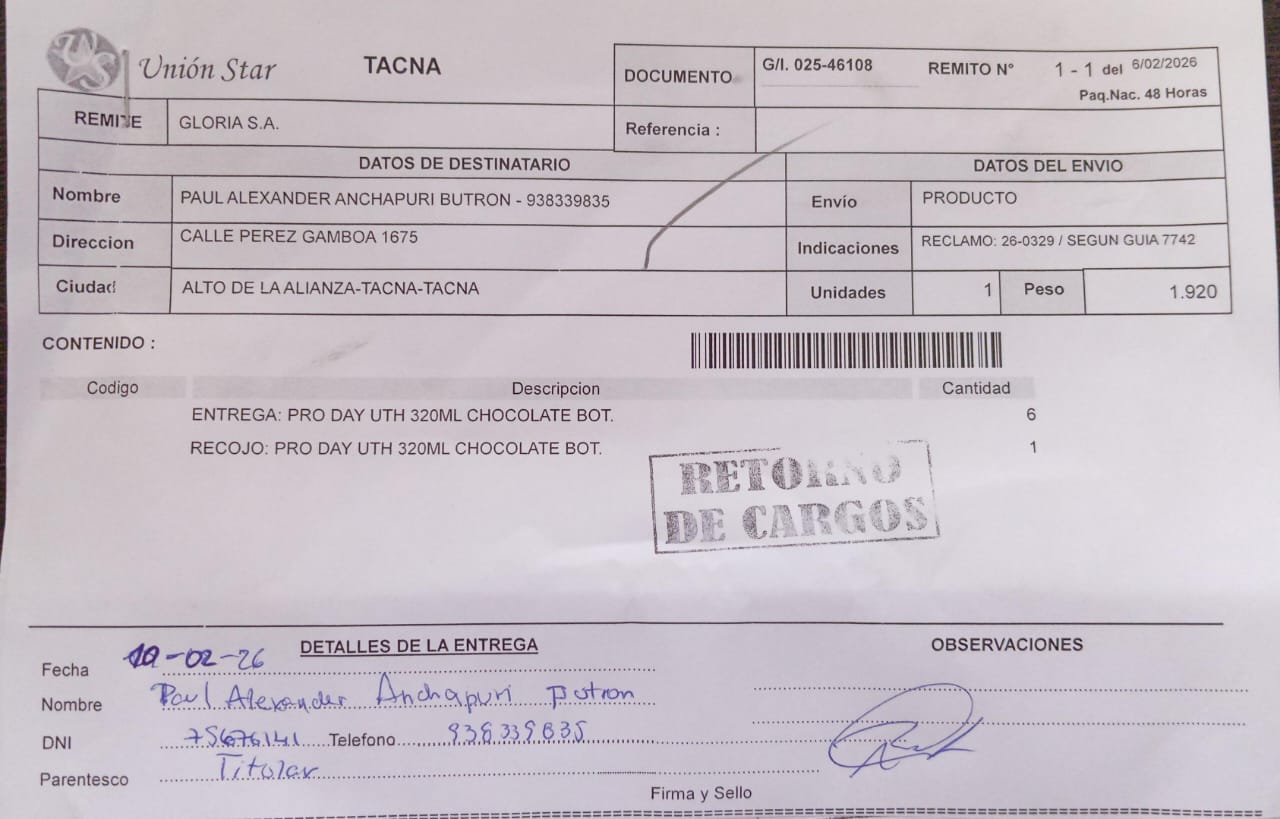 US Unión Star TACNA
DOCUMENTO G/I. 025-46108 REMITO N° 1 - 1 del 6/02/2026
Paq.Nac. 48 Horas
REMITE GLORIA S.A. Referencia :
DATOS DE DESTINATARIO DATOS DEL ENVIO
Nombre PAUL ALEXANDER ANCHAPURI BUTRON - 938339835 Envío PRODUCTO
Direccion CALLE PEREZ GAMBOA 1675 Indicaciones RECLAMO: 26-0329 / SEGUN GUIA 7742
Ciudad ALTO DE LA ALIANZA-TACNA-TACNA Unidades 1 Peso 1.920
CONTENIDO :
Codigo Descripcion Cantidad
ENTREGA: PRO DAY UTH 320ML CHOCOLATE BOT. 6
RECOJO: PRO DAY UTH 320ML CHOCOLATE BOT. 1
RETORNO
DE CARGOS
DETALLES DE LA ENTREGA OBSERVACIONES
Fecha -02-26
Nombre Paul Alexander Anchapuri Butron
DNI 75676141 Telefono 938339835
Parentesco Titular
Firma y Sello